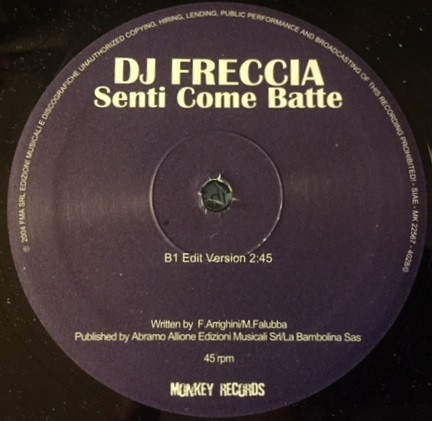 ℗ 2004 FMA SRL EDIZIONI MUSICALI E DISCOGRAFICHE UNAUTHORIZED COPYING, HIRING, LENDING, PUBLIC PERFORMANCE AND BROADCASTING OF THIS RECORDING PROHIBITED! - SIAE - MK 22567 - 4028/0
DJ FRECCIA
Senti Come Batte
B1 Edit Version 2:45
Written by F.Arrighini/M.Falubba
Published by Abramo Allione Edizioni Musicali Srl/La Bambolina Sas
45 rpm
MONKEY RECORDS